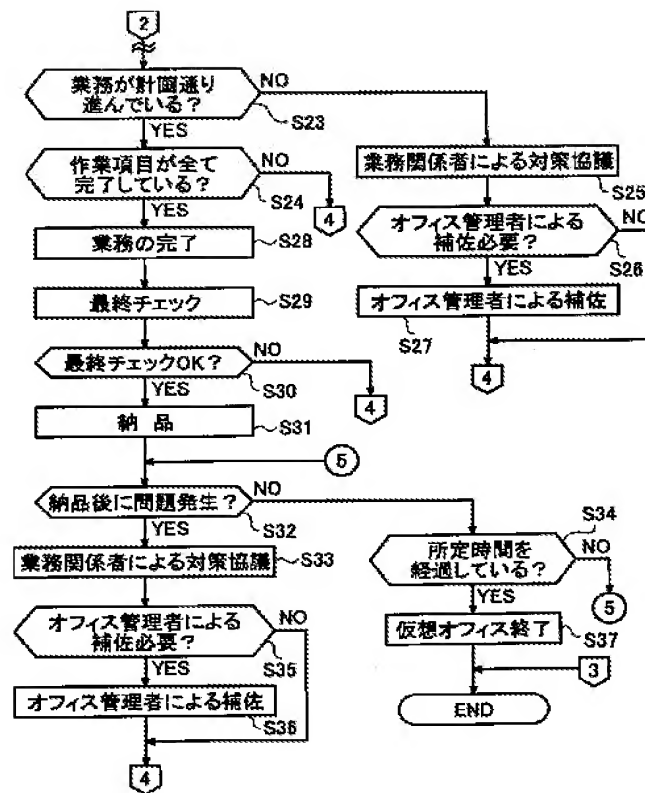 2
業務が計画通り
進んでいる？
NO
S23
YES
作業項目が全て
完了している？
NO
S24
4
YES
業務の完了
S28
最終チェック
S29
最終チェックOK？
NO
S30
4
YES
納品
S31
5
業務関係者による対策協議
S25
オフィス管理者による
補佐必要？
NO
S26
YES
オフィス管理者による補佐
S27
4
納品後に問題発生？
NO
S32
YES
業務関係者による対策協議
S33
オフィス管理者による
補佐必要？
NO
S35
YES
オフィス管理者による補佐
S36
4
S34
所定時間を
経過している？
NO
5
YES
仮想オフィス終了
S37
3
END